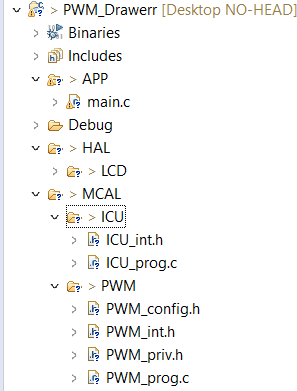 > PWM_Drawerr [Desktop NO-HEAD]
Binaries
Includes
> APP
main.c
Debug
> HAL
> LCD
> MCAL
> ICU
ICU_int.h
ICU_prog.c
> PWM
PWM_config.h
PWM_int.h
PWM_priv.h
PWM_prog.c